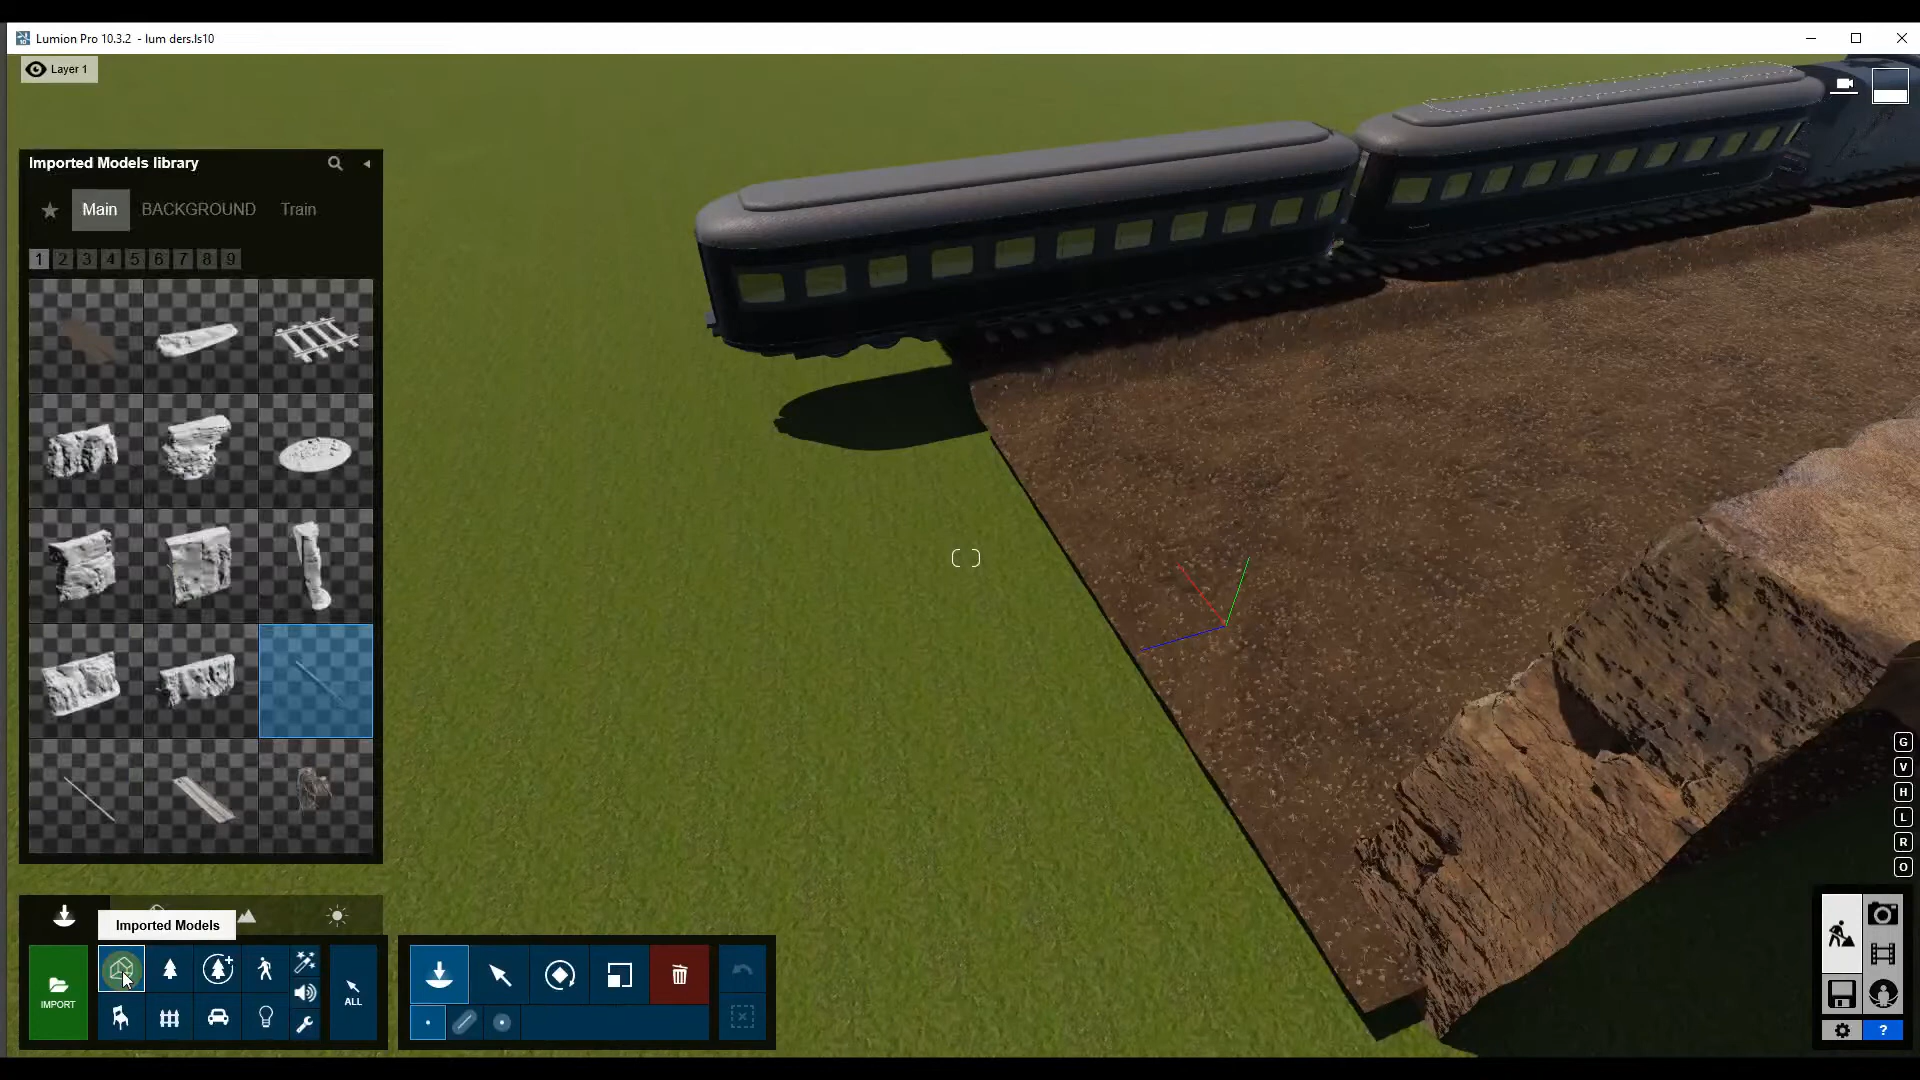 Lumion Pro 10.3.2 - lum ders.ls10
Layer 1
Imported Models library
Main BACKGROUND Train
1 2 3 4 5 6 7 8 9
G
V
H
L
R
O
Imported Models
IMPORT
ALL
?